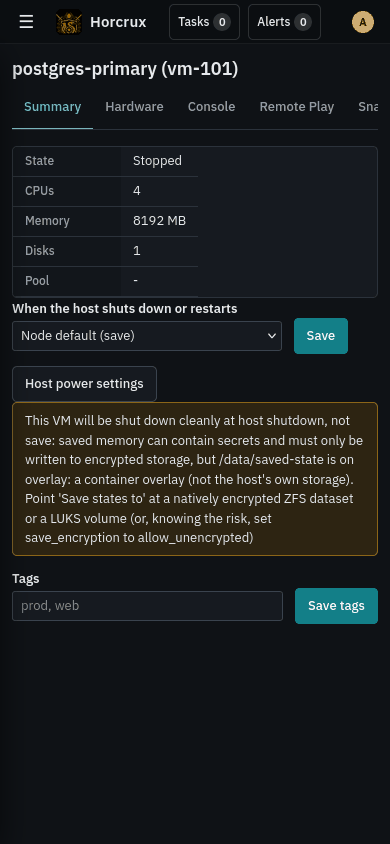 ☰ Horcrux Tasks 0 Alerts 0 A
postgres-primary (vm-101)
Summary Hardware Console Remote Play Sna
State Stopped
CPUs 4
Memory 8192 MB
Disks 1
Pool -
When the host shuts down or restarts
Node default (save) Save
Host power settings
This VM will be shut down cleanly at host shutdown, not
save: saved memory can contain secrets and must only be
written to encrypted storage, but /data/saved-state is on
overlay: a container overlay (not the host's own storage).
Point 'Save states to' at a natively encrypted ZFS dataset
or a LUKS volume (or, knowing the risk, set
save_encryption to allow_unencrypted)
Tags
prod, web Save tags